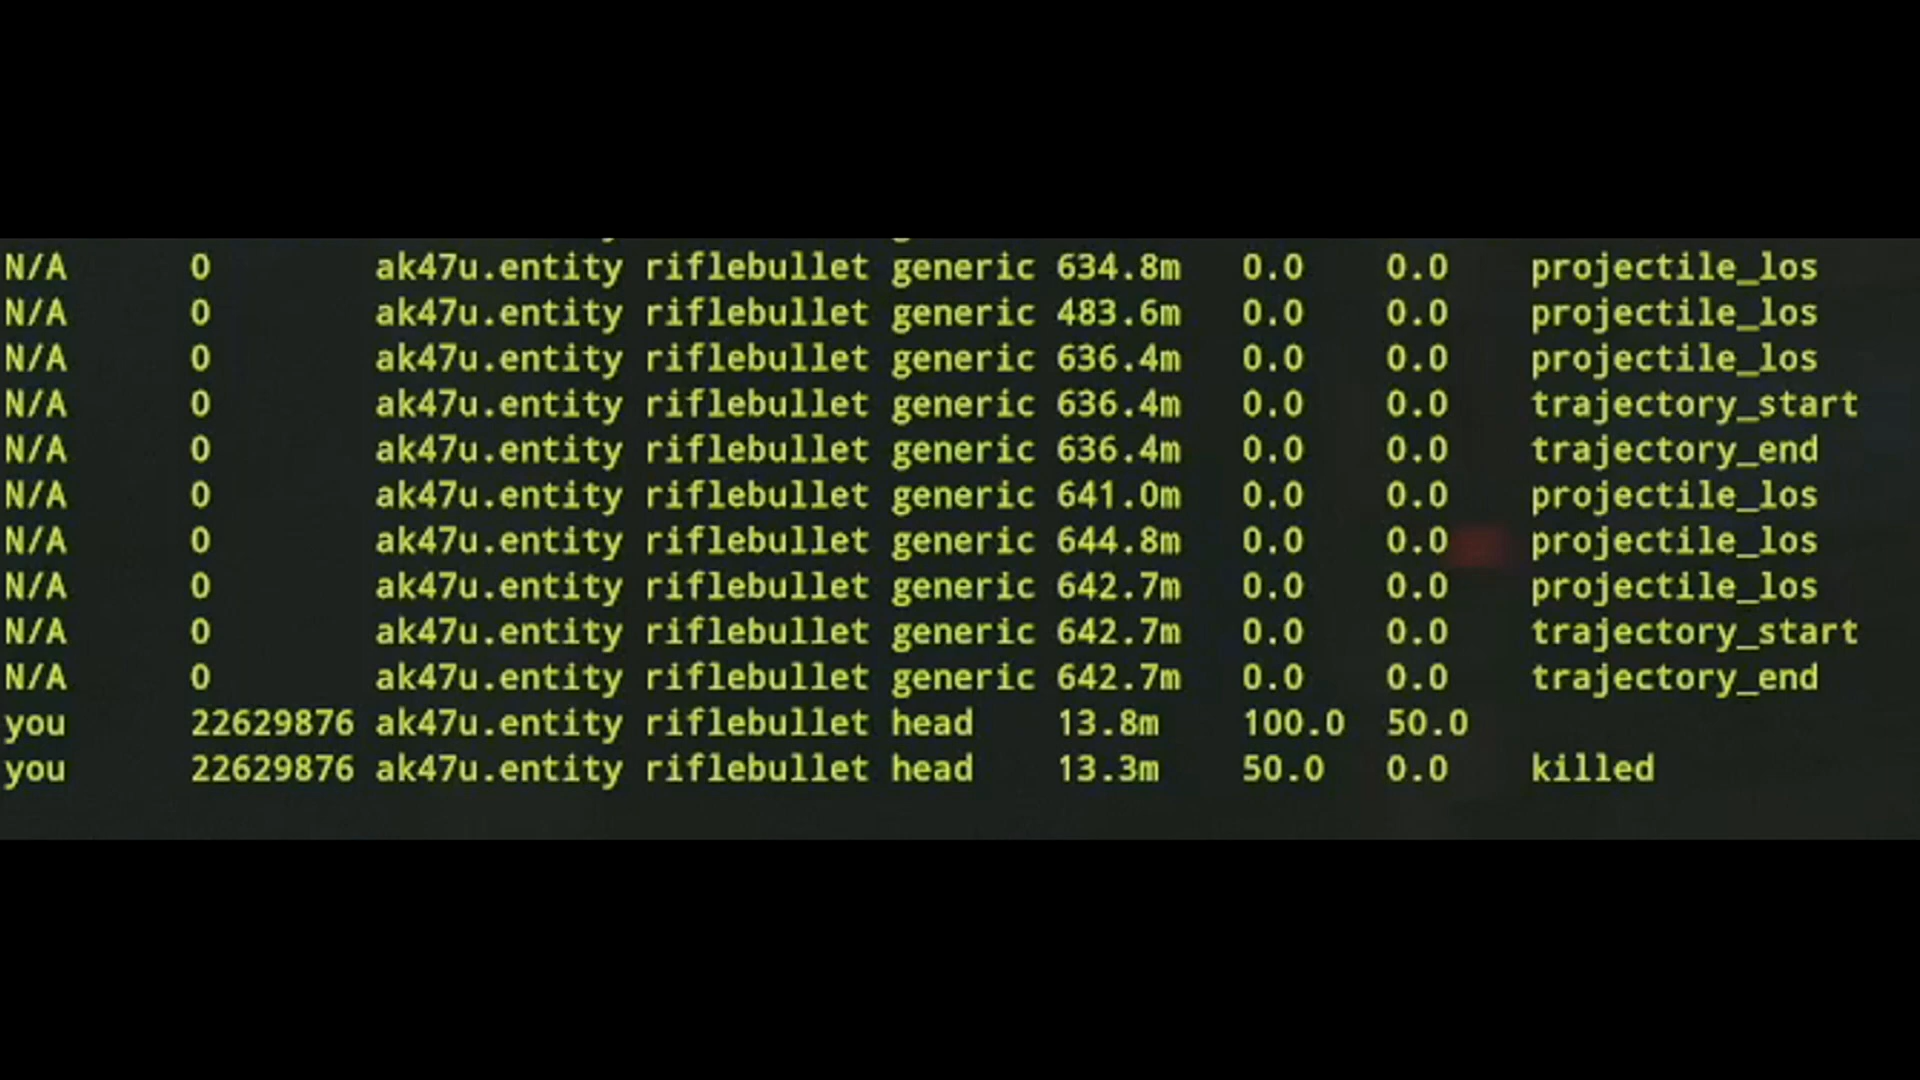 N/A 0 ak47u.entity riflebullet generic 634.8m 0.0 0.0 projectile_los
N/A 0 ak47u.entity riflebullet generic 483.6m 0.0 0.0 projectile_los
N/A 0 ak47u.entity riflebullet generic 636.4m 0.0 0.0 projectile_los
N/A 0 ak47u.entity riflebullet generic 636.4m 0.0 0.0 trajectory_start
N/A 0 ak47u.entity riflebullet generic 636.4m 0.0 0.0 trajectory_end
N/A 0 ak47u.entity riflebullet generic 641.0m 0.0 0.0 projectile_los
N/A 0 ak47u.entity riflebullet generic 644.8m 0.0 0.0 projectile_los
N/A 0 ak47u.entity riflebullet generic 642.7m 0.0 0.0 projectile_los
N/A 0 ak47u.entity riflebullet generic 642.7m 0.0 0.0 trajectory_start
N/A 0 ak47u.entity riflebullet generic 642.7m 0.0 0.0 trajectory_end
you 22629876 ak47u.entity riflebullet head 13.8m 100.0 50.0
you 22629876 ak47u.entity riflebullet head 13.3m 50.0 0.0 killed